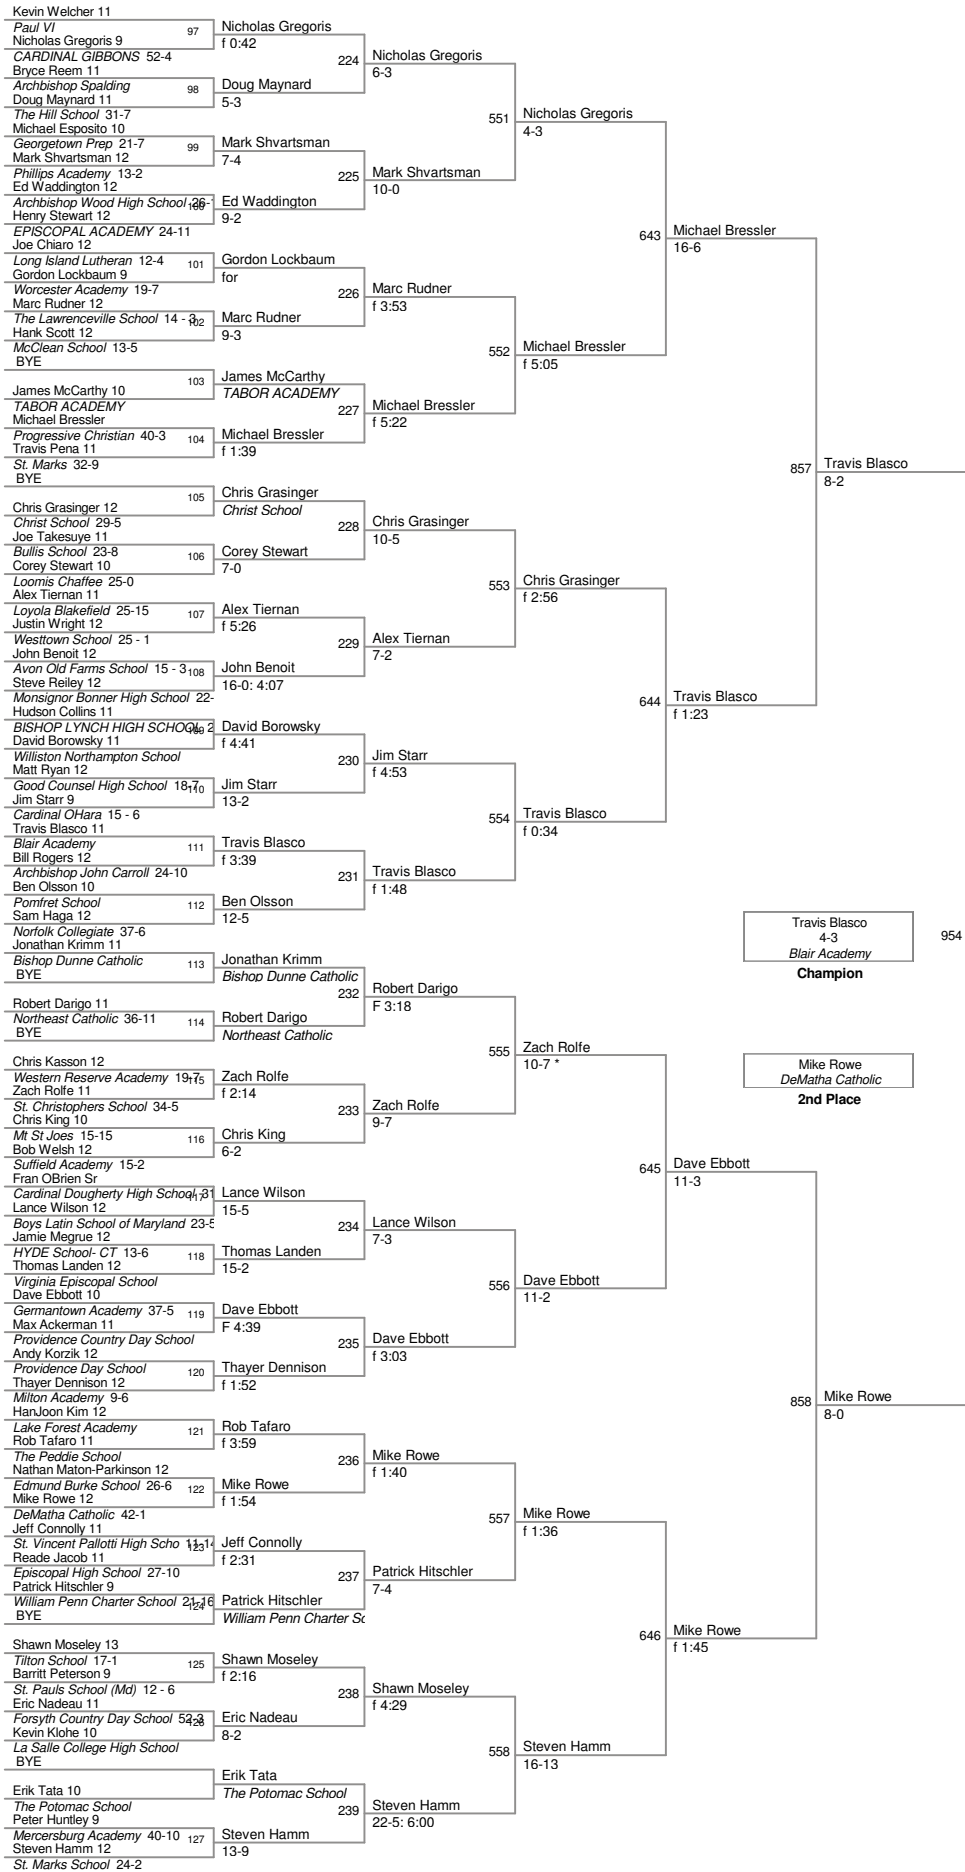 Kevin Welcher 11
Paul VI
Nicholas Gregoris 9
CARDINAL GIBBONS 52-4
Bryce Reem 11
Archbishop Spalding
Doug Maynard 11
The Hill School 31-7
Michael Esposito 10
Georgetown Prep 21-7
Mark Shvartsman 12
Phillips Academy 13-2
Ed Waddington 12
Archbishop Wood High School
Henry Stewart 12
EPISCOPAL ACADEMY 24-11
Joe Chiaro 12
Long Island Lutheran 12-4
Gordon Lockbaum 9
Worcester Academy 19-7
Marc Rudner 12
The Lawrenceville School 14 - 3
Hank Scott 12
McClean School 13-5
BYE
James McCarthy 10
TABOR ACADEMY
Michael Bressler
Progressive Christian 40-3
Travis Pena 11
St. Marks 32-9
BYE
Chris Grasinger 12
Christ School 29-5
Joe Takesuye 11
Bullis School 23-8
Corey Stewart 10
Loomis Chaffee 25-0
Alex Tiernan 11
Loyola Blakefield 25-15
Justin Wright 12
Westtown School 25 - 1
John Benoit 12
Avon Old Farms School 15 - 3
Steve Reiley 12
Monsignor Bonner High School 22-
Hudson Collins 11
BISHOP LYNCH HIGH SCHOOL
David Borowsky 11
Williston Northampton School
Matt Ryan 12
Good Counsel High School 18-7
Jim Starr 9
Cardinal OHara 15 - 6
Travis Blasco 11
Blair Academy
Bill Rogers 12
Archbishop John Carroll 24-10
Ben Olsson 10
Pomfret School
Sam Haga 12
Norfolk Collegiate 37-6
Jonathan Krimm 11
Bishop Dunne Catholic
BYE
Robert Darigo 11
Northeast Catholic 36-11
BYE
Chris Kasson 12
Western Reserve Academy 19-7
Zach Rolfe 11
St. Christophers School 34-5
Chris King 10
Mt St Joes 15-15
Bob Welsh 12
Suffield Academy 15-2
Fran OBrien Sr
Cardinal Dougherty High School 31
Lance Wilson 12
Boys Latin School of Maryland 23-5
Jamie Megrue 12
HYDE School- CT 13-6
Thomas Landen 12
Virginia Episcopal School
Dave Ebbott 10
Germantown Academy 37-5
Max Ackerman 11
Providence Country Day School
Andy Korzik 12
Providence Day School
Thayer Dennison 12
Milton Academy 9-6
HanJoon Kim 12
Lake Forest Academy
Rob Tafaro 11
The Peddie School
Nathan Maton-Parkinson 12
Edmund Burke School 26-6
Mike Rowe 12
DeMatha Catholic 42-1
Jeff Connolly 11
St. Vincent Pallotti High Scho 11-14
Reade Jacob 11
Episcopal High School 27-10
Patrick Hitschler 9
William Penn Charter School 21-16
BYE
Shawn Moseley 13
Tilton School 17-1
Barritt Peterson 9
St. Pauls School (Md) 12 - 6
Eric Nadeau 11
Forsyth Country Day School 52-3
Kevin Klohe 10
La Salle College High School
BYE
Erik Tata 10
The Potomac School
Peter Huntley 9
Mercersburg Academy 40-10
Steven Hamm 12
St. Marks School 24-2
97 Nicholas Gregoris
f 0:42
98 Doug Maynard
5-3
99 Mark Shvartsman
7-4
100 Ed Waddington
9-2
101 Gordon Lockbaum
for
102 Marc Rudner
9-3
103 James McCarthy
TABOR ACADEMY
104 Michael Bressler
f 1:39
105 Chris Grasinger
Christ School
106 Corey Stewart
7-0
107 Alex Tiernan
f 5:26
108 John Benoit
16-0: 4:07
109 David Borowsky
f 4:41
110 Jim Starr
13-2
111 Travis Blasco
f 3:39
112 Ben Olsson
12-5
113 Jonathan Krimm
Bishop Dunne Catholic
114 Robert Darigo
Northeast Catholic
115 Zach Rolfe
f 2:14
116 Chris King
6-2
117 Lance Wilson
15-5
118 Thomas Landen
15-2
119 Dave Ebbott
F 4:39
120 Thayer Dennison
f 1:52
121 Rob Tafaro
f 3:59
122 Mike Rowe
f 1:54
123 Jeff Connolly
f 2:31
124 Patrick Hitschler
William Penn Charter Sc
125 Shawn Moseley
f 2:16
126 Eric Nadeau
8-2
Erik Tata
The Potomac School
127 Steven Hamm
13-9
224 Nicholas Gregoris
6-3
225 Mark Shvartsman
10-0
226 Marc Rudner
f 3:53
227 Michael Bressler
f 5:22
228 Chris Grasinger
10-5
229 Alex Tiernan
7-2
230 Jim Starr
f 4:53
231 Travis Blasco
f 1:48
232 Robert Darigo
F 3:18
233 Zach Rolfe
9-7
234 Lance Wilson
7-3
235 Dave Ebbott
f 3:03
236 Mike Rowe
f 1:40
237 Patrick Hitschler
7-4
238 Shawn Moseley
f 4:29
239 Steven Hamm
22-5: 6:00
551 Nicholas Gregoris
4-3
552 Michael Bressler
f 5:05
553 Chris Grasinger
f 2:56
554 Travis Blasco
f 0:34
555 Zach Rolfe
10-7 *
556 Dave Ebbott
11-2
557 Mike Rowe
f 1:36
558 Steven Hamm
16-13
643 Michael Bressler
16-6
644 Travis Blasco
f 1:23
645 Dave Ebbott
11-3
646 Mike Rowe
f 1:45
857 Travis Blasco
8-2
858 Mike Rowe
8-0
Travis Blasco
4-3
Blair Academy
Champion
954
Mike Rowe
DeMatha Catholic
2nd Place